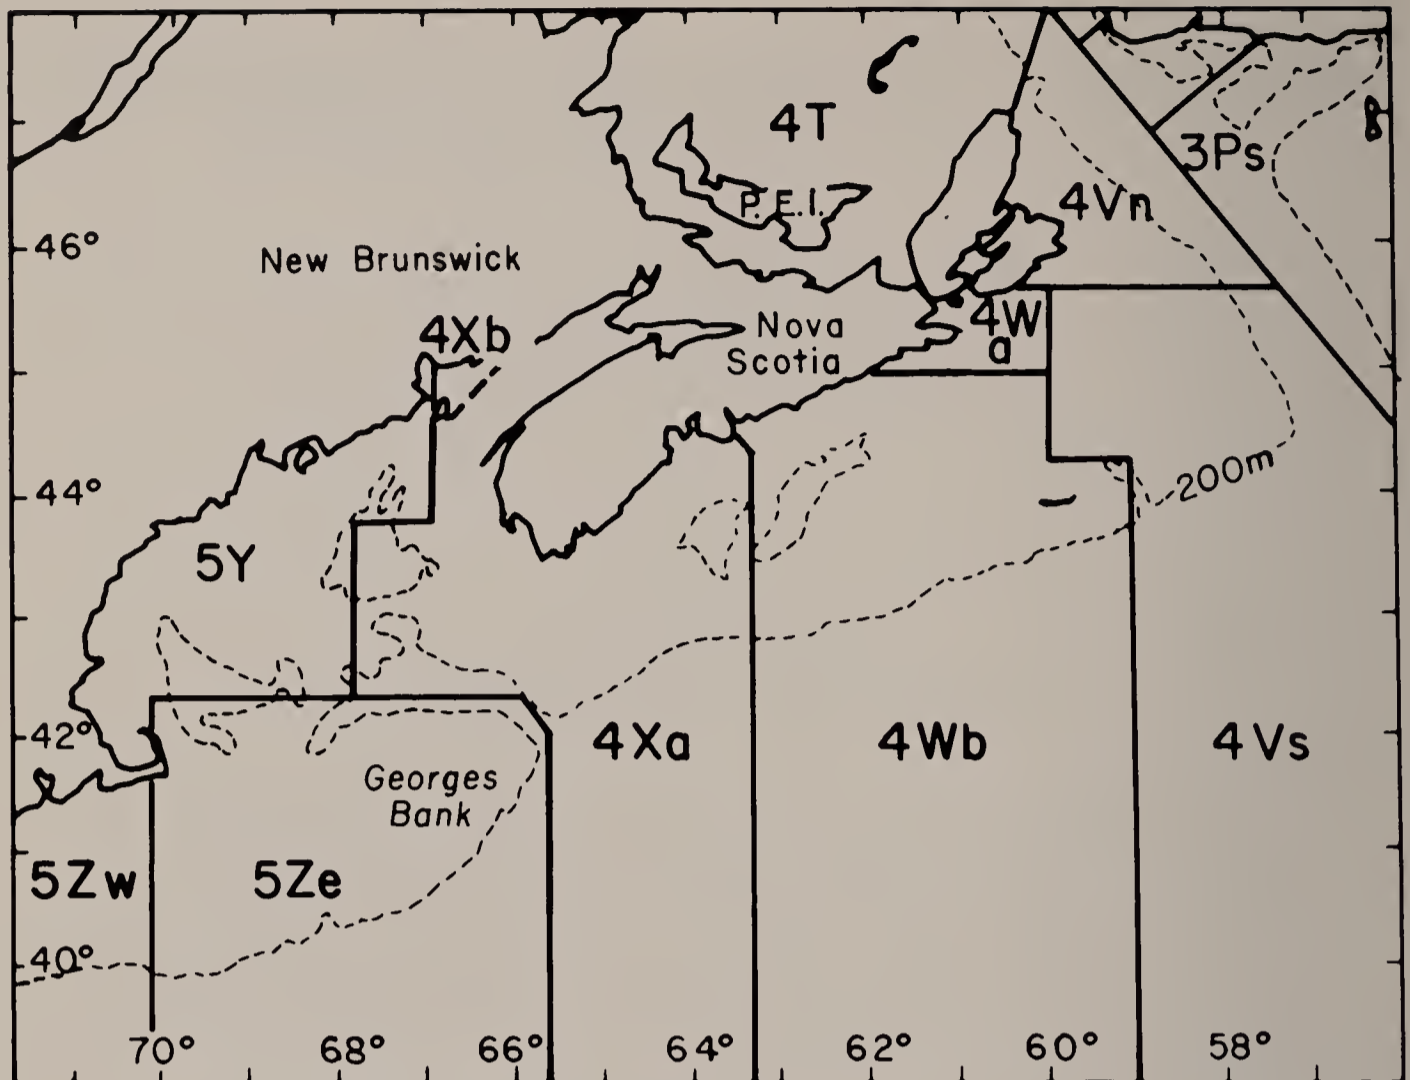 4T
3Ps
P.E.I.
4Vn
46°
New Brunswick
4Xb
Nova
Scotia
4W
a
44°
200m
5Y
42°
4Xa
4Wb
4Vs
Georges
Bank
5Zw
5Ze
40°
70°
68°
66°
64°
62°
60°
58°